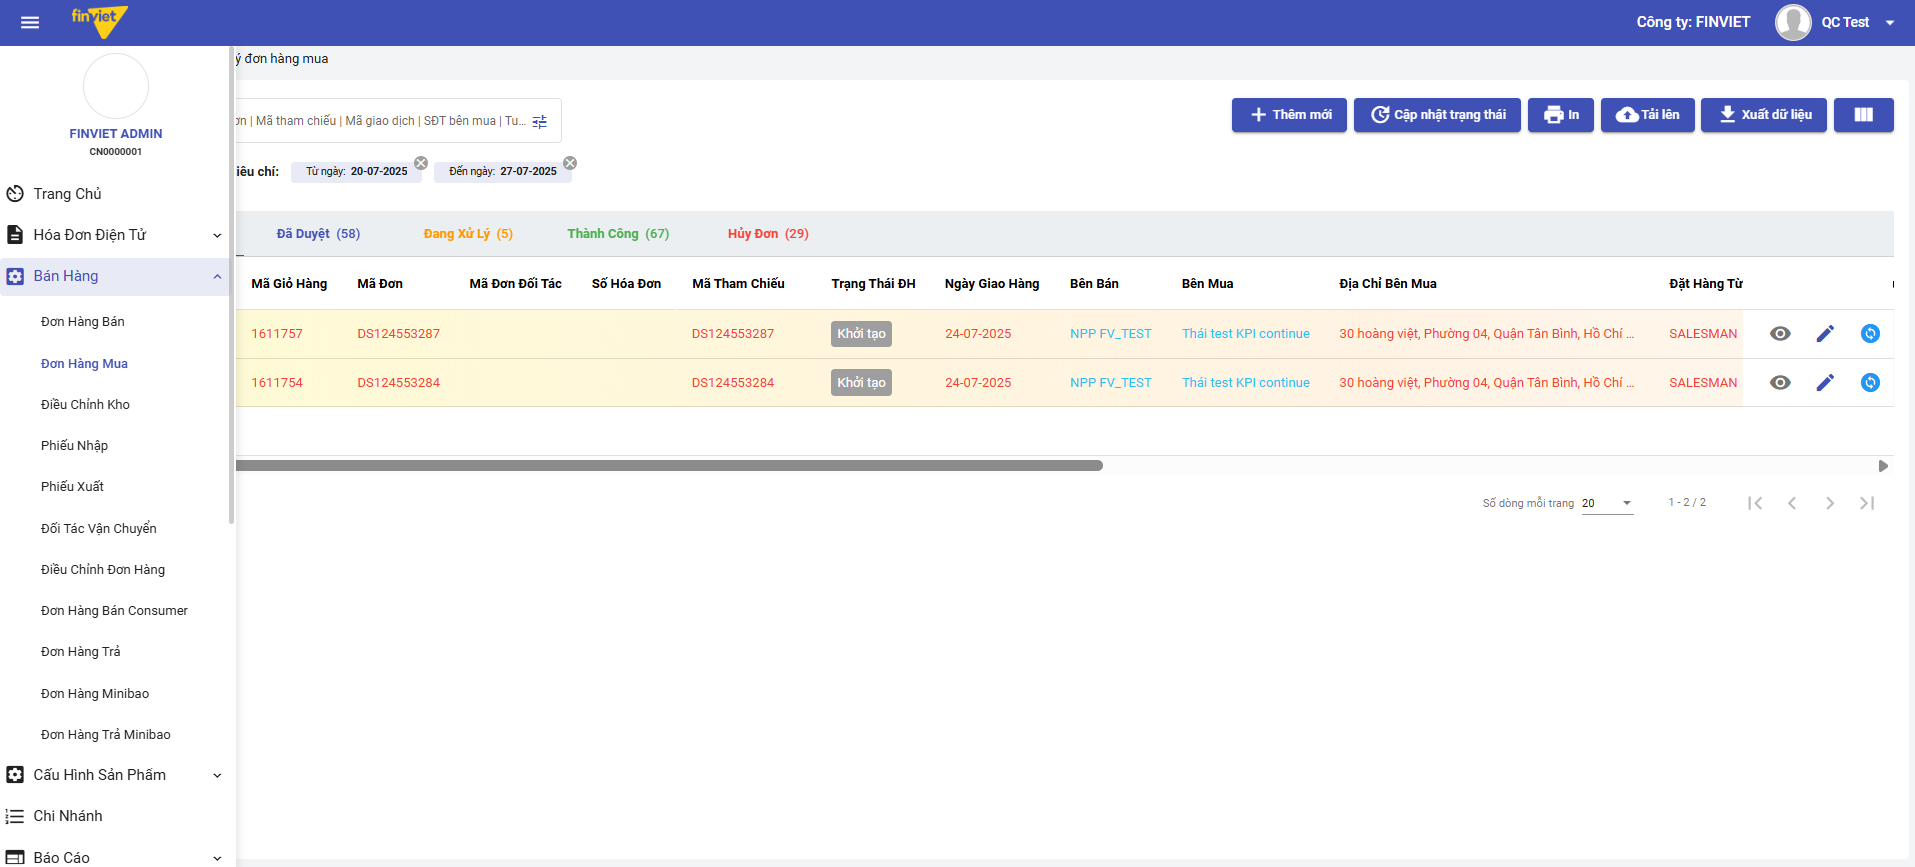 finviet
Công ty: FINVIET
QC Test
FINVIET ADMIN
CN0000001
Trang Chủ
Hóa Đơn Điện Tử
Bán Hàng
Đơn Hàng Bán
Đơn Hàng Mua
Điều Chỉnh Kho
Phiếu Nhập
Phiếu Xuất
Đối Tác Vận Chuyển
Điều Chỉnh Đơn Hàng
Đơn Hàng Bán Consumer
Đơn Hàng Trả
Đơn Hàng Minibao
Đơn Hàng Trả Minibao
Cấu Hình Sản Phẩm
Chi Nhánh
Báo Cáo
ý đơn hàng mua
ơn | Mã tham chiếu | Mã giao dịch | SĐT bên mua | Tu...
Thêm mới
Cập nhật trạng thái
In
Tải lên
Xuất dữ liệu
iêu chí:
Từ ngày: 20-07-2025
Đến ngày: 27-07-2025
Đã Duyệt (58)
Đang Xử Lý (5)
Thành Công (67)
Hủy Đơn (29)
Mã Giỏ Hàng Mã Đơn Mã Đơn Đối Tác Số Hóa Đơn Mã Tham Chiếu Trạng Thái ĐH Ngày Giao Hàng Bên Bán Bên Mua Địa Chỉ Bên Mua Đặt Hàng Từ
1611757 DS124553287 DS124553287 Khởi tạo 24-07-2025 NPP FV_TEST Thái test KPI continue 30 hoàng việt, Phường 04, Quận Tân Bình, Hồ Chí ... SALESMAN
1611754 DS124553284 DS124553284 Khởi tạo 24-07-2025 NPP FV_TEST Thái test KPI continue 30 hoàng việt, Phường 04, Quận Tân Bình, Hồ Chí ... SALESMAN
Số dòng mỗi trang 20 1 - 2 / 2